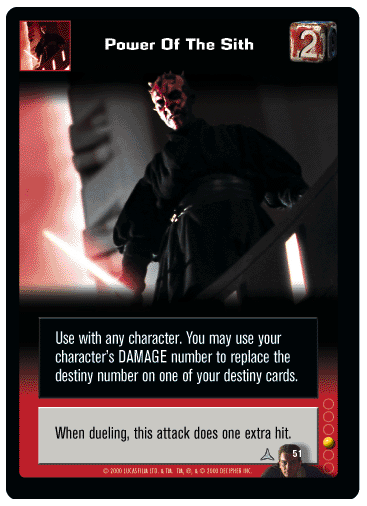 Power Of The Sith
2
Use with any character. You may use your
character's DAMAGE number to replace the
destiny number on one of your destiny cards.
When dueling, this attack does one extra hit.
51
© 2000 LUCASFILM LTD. & TM. TM, ®, & © 2000 DECIPHER INC.